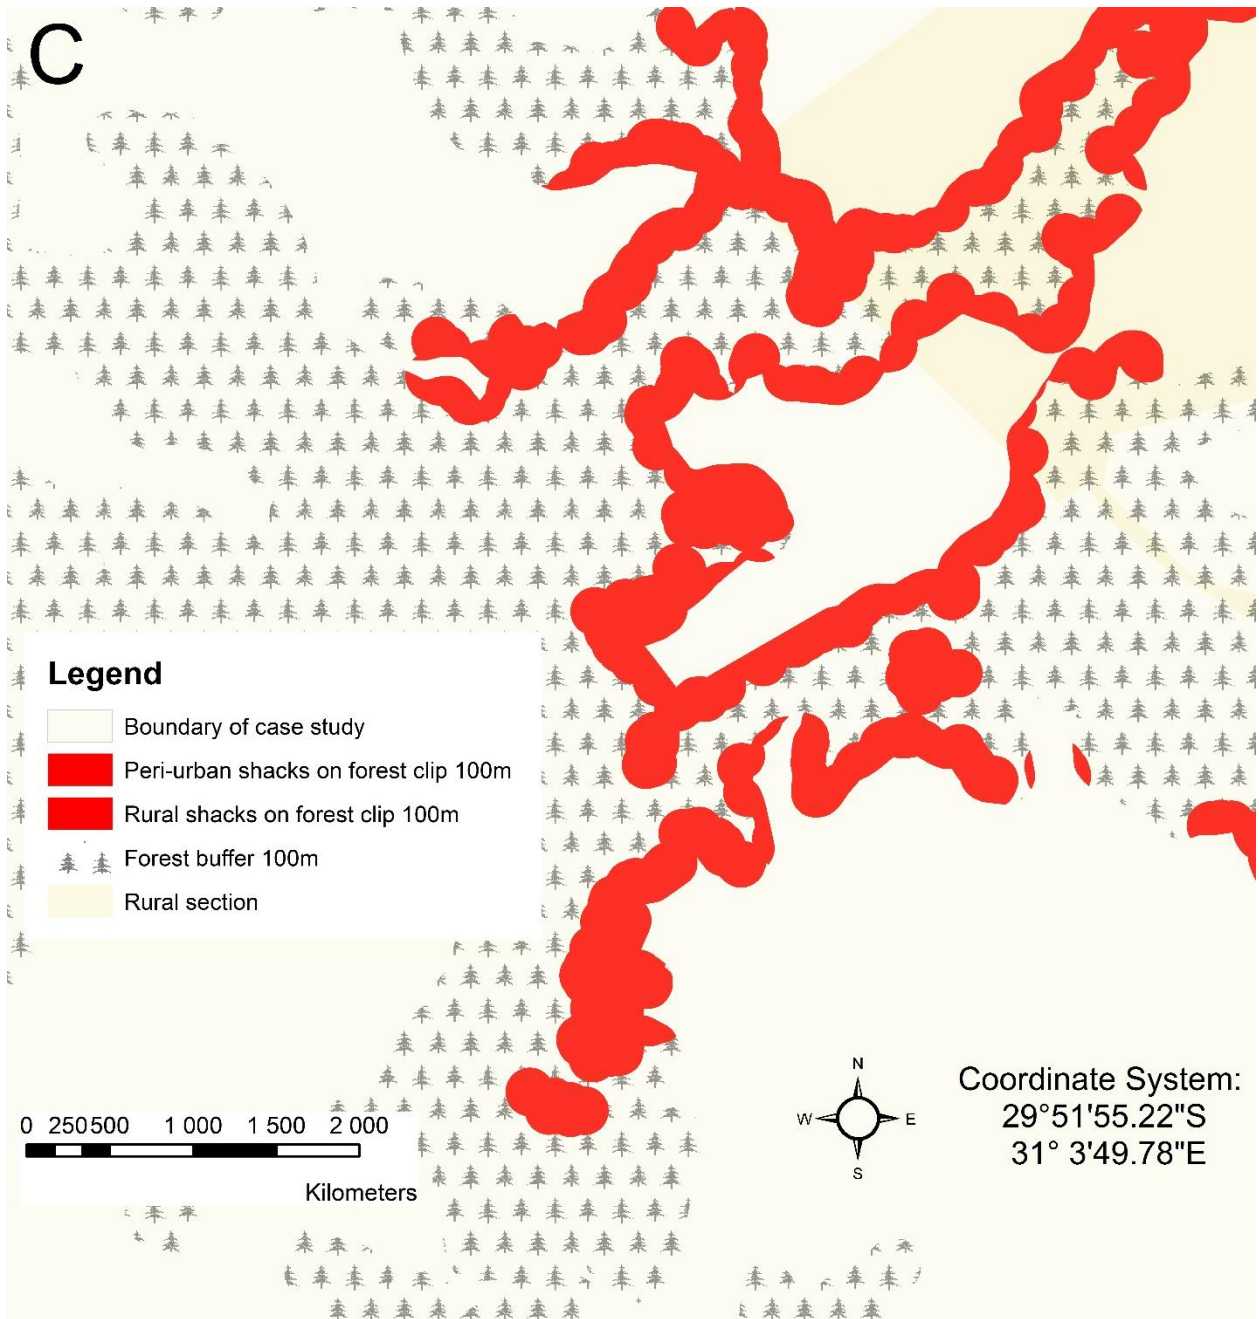 C
Legend
Boundary of case study
Peri-urban shacks on forest clip 100m
Rural shacks on forest clip 100m
Forest buffer 100m
Rural section
0 250 500 1 000 1 500 2 000
Kilometers
N
W E
S
Coordinate System:
29°51'55.22"S
31° 3'49.78"E